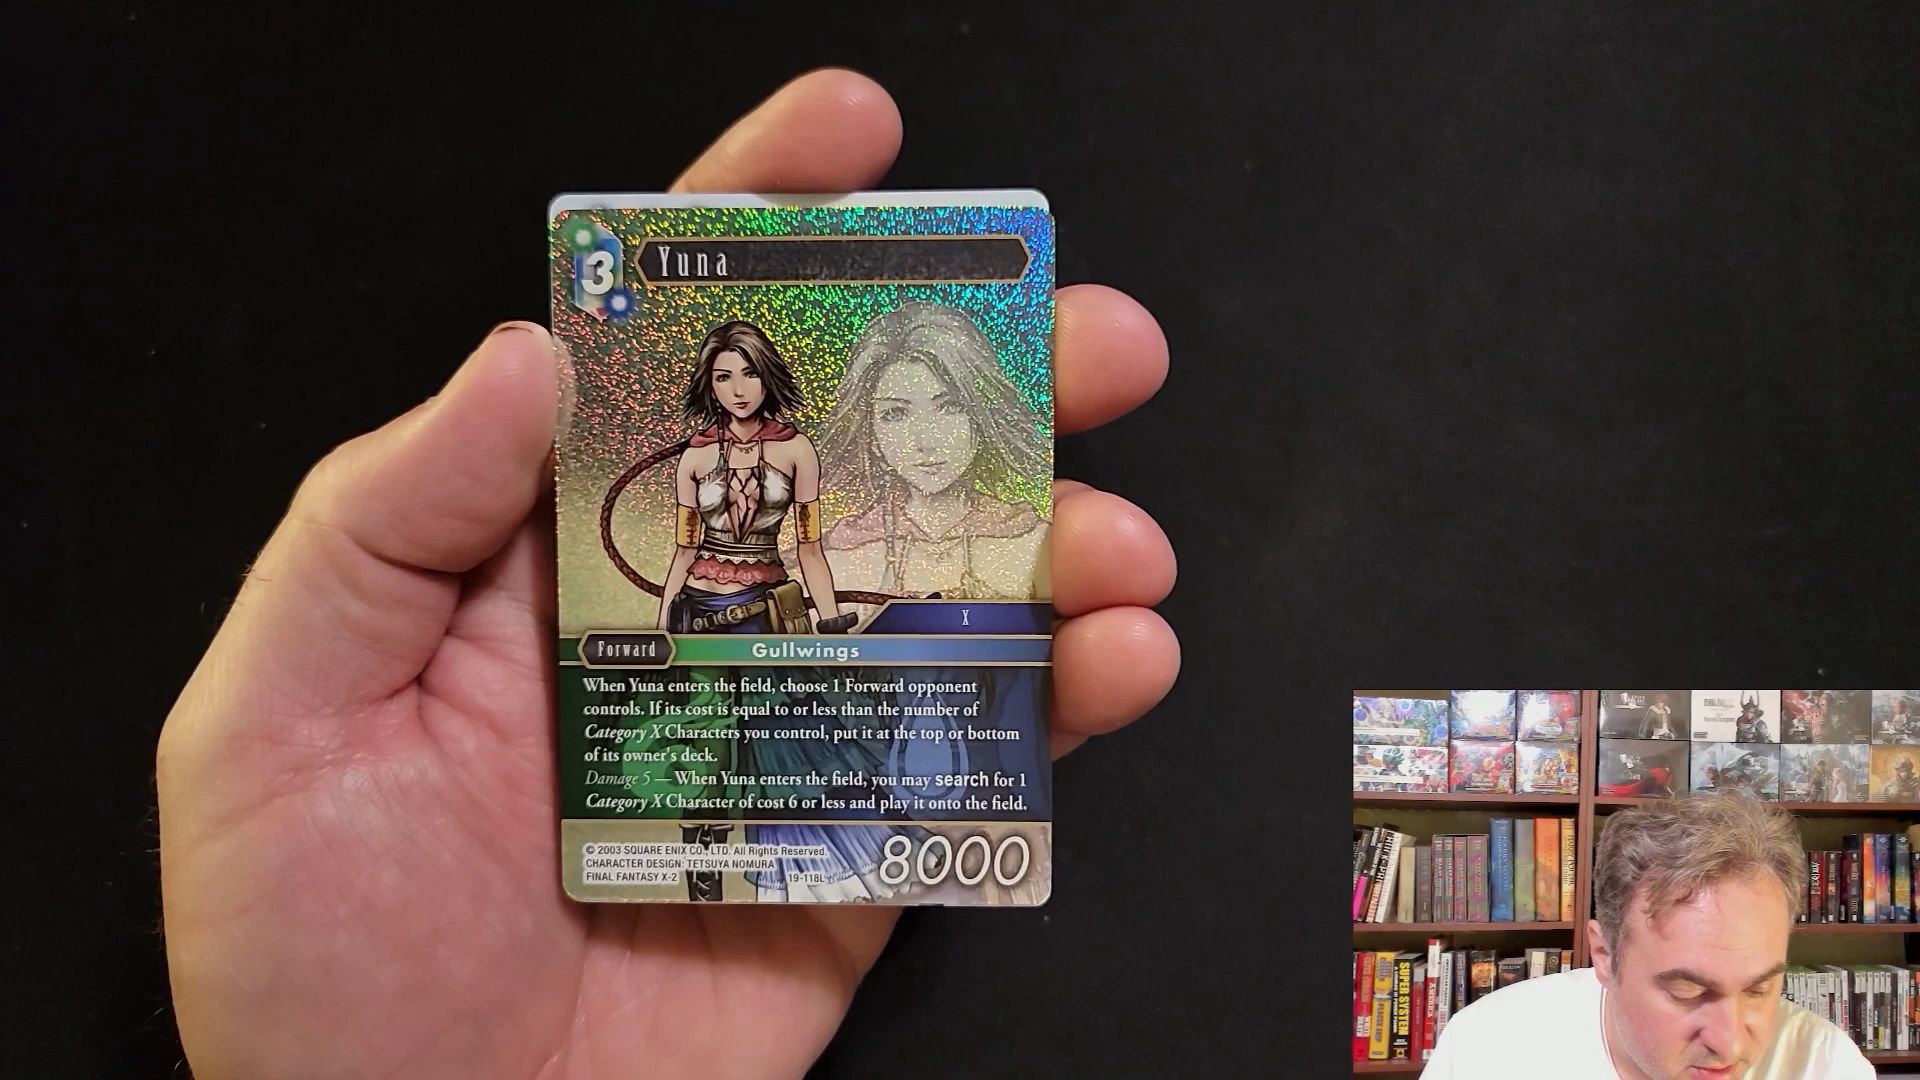 3
Yuna
X
Forward
Gullwings
When Yuna enters the field, choose 1 Forward opponent
controls. If its cost is equal to or less than the number of
Category X Characters you control, put it at the top or bottom
of its owner's deck.
Damage 5 — When Yuna enters the field, you may search for 1
Category X Character of cost 6 or less and play it onto the field.
© 2003 SQUARE ENIX CO., LTD. All Rights Reserved.
CHARACTER DESIGN: TETSUYA NOMURA
FINAL FANTASY X-2
19-118L
8000
SUPER SYSTEM